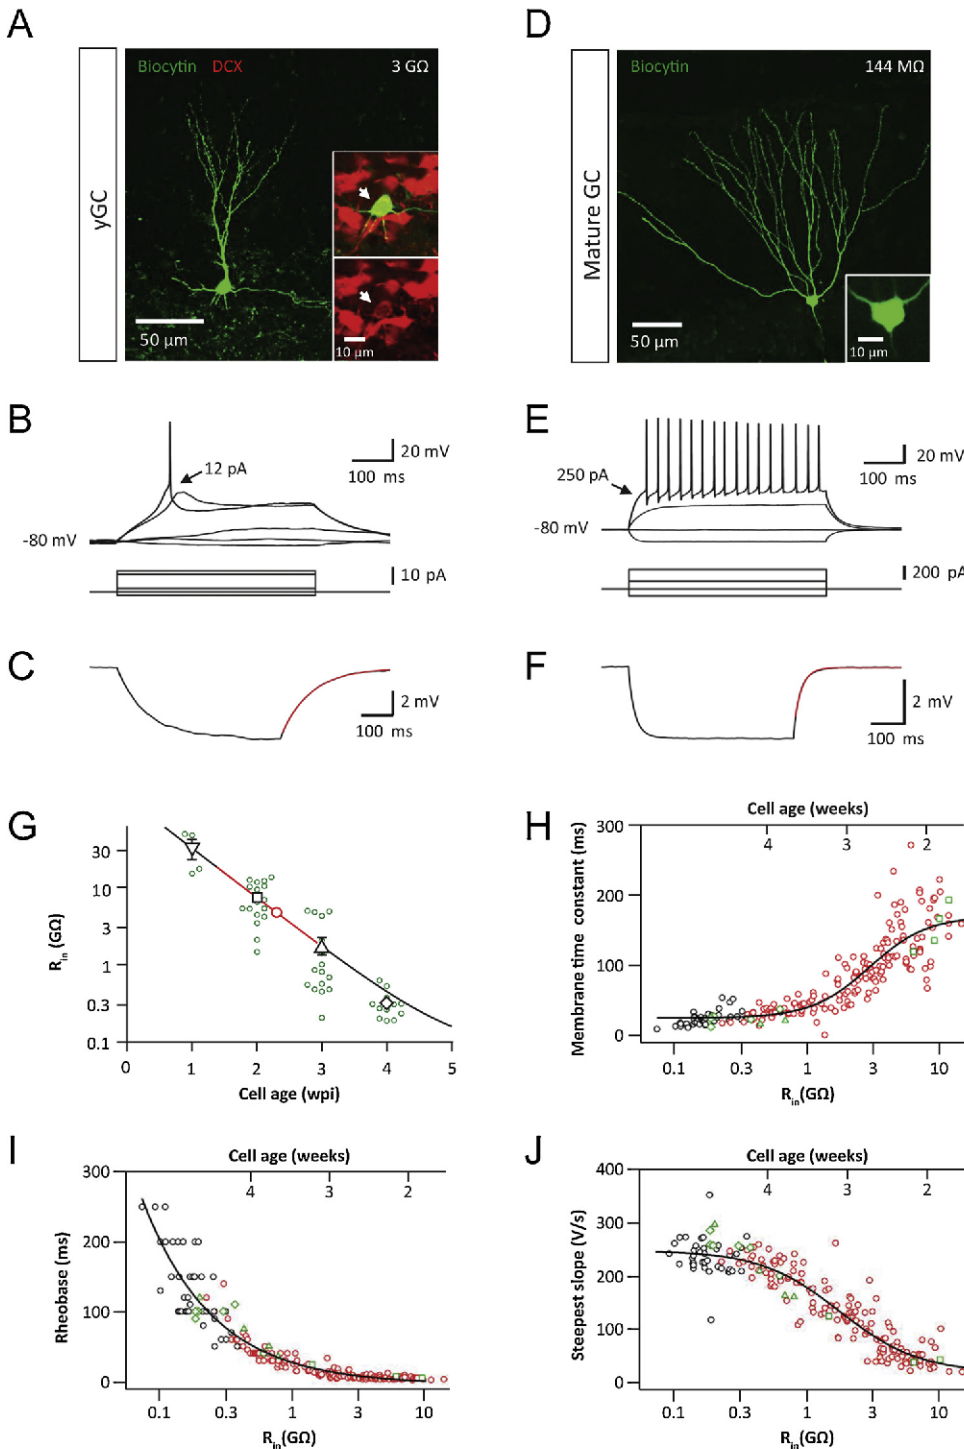 A
yGC
Biocytin DCX 3 GΩ
50 µm
10 µm
D
Mature GC
Biocytin 144 MΩ
50 µm
10 µm
B
12 pA
20 mV
100 ms
-80 mV
10 pA
E
250 pA
20 mV
100 ms
-80 mV
200 pA
C
2 mV
100 ms
F
2 mV
100 ms
G
Rin (GΩ)
30
10
3
1
0.3
0.1
0 1 2 3 4 5
Cell age (wpi)
H
Cell age (weeks)
4 3 2
Membrane time constant (ms)
300
200
100
0
0.1 0.3 1 3 10
Rin(GΩ)
I
Cell age (weeks)
4 3 2
Rheobase (ms)
300
200
100
0
0.1 0.3 1 3 10
Rin(GΩ)
J
Cell age (weeks)
4 3 2
Steepest slope (V/s)
400
300
200
100
0
0.1 0.3 1 3 10
Rin(GΩ)